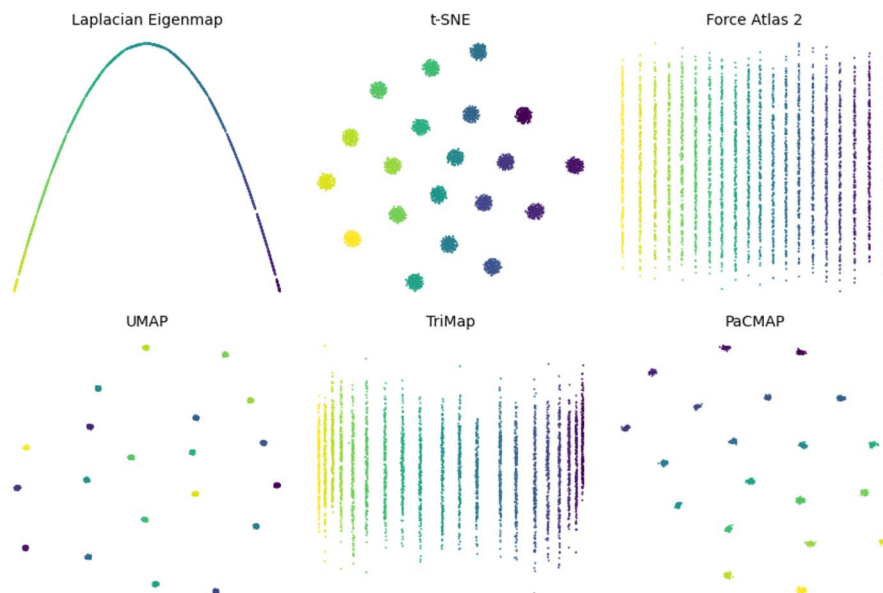 Laplacian Eigenmap
t-SNE
Force Atlas 2
UMAP
TriMap
PaCMAP